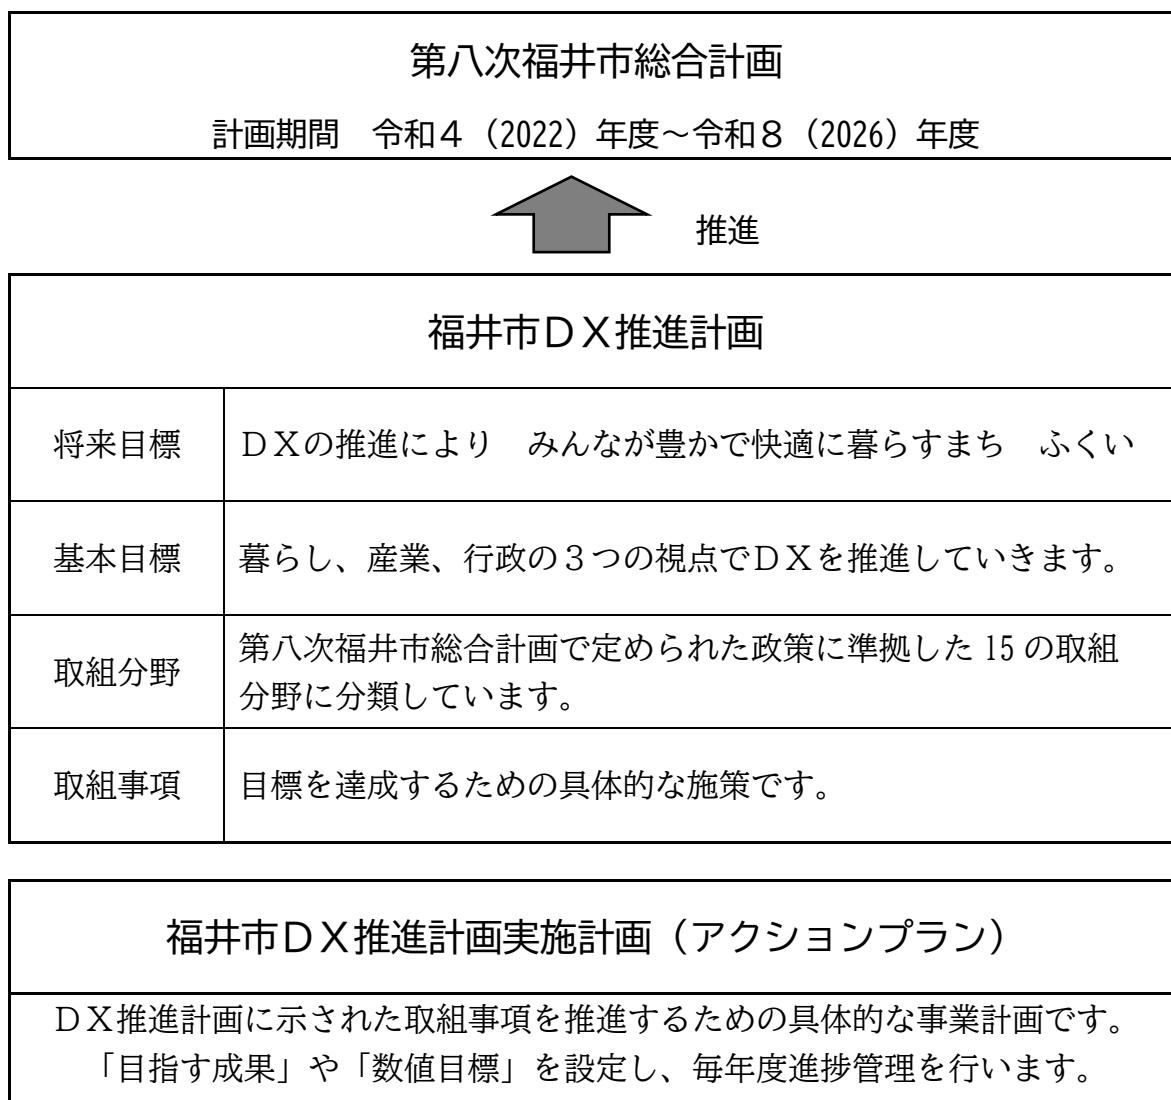 第八次福井市総合計画
計画期間　令和４（2022）年度～令和８（2026）年度
推進
福井市ＤＸ推進計画
将来目標
ＤＸの推進により　みんなが豊かで快適に暮らすまち　ふくい
基本目標
暮らし、産業、行政の３つの視点でＤＸを推進していきます。
取組分野
第八次福井市総合計画で定められた政策に準拠した 15 の取組
分野に分類しています。
取組事項
目標を達成するための具体的な施策です。
福井市ＤＸ推進計画実施計画（アクションプラン）
ＤＸ推進計画に示された取組事項を推進するための具体的な事業計画です。
「目指す成果」や「数値目標」を設定し、毎年度進捗管理を行います。